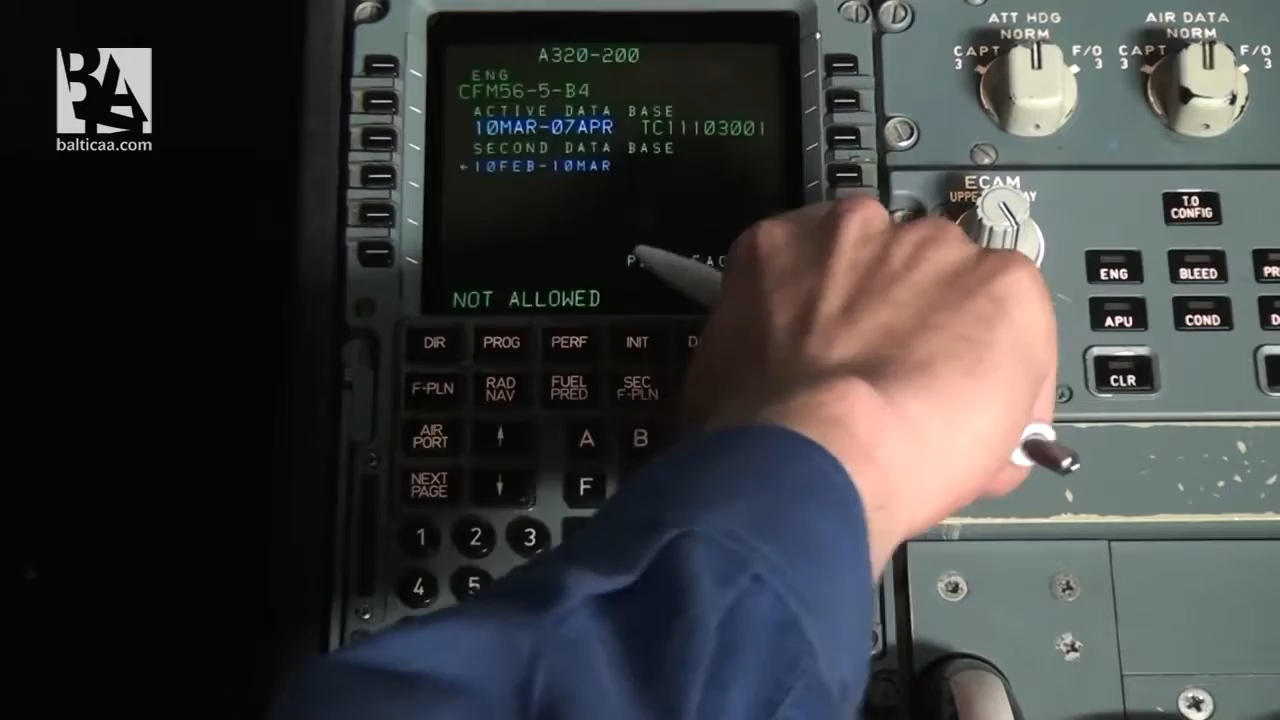 BA
balticaa.com
A320-200
ENG
CFM56-5-B4
ACTIVE DATA BASE
10MAR-07APR TC11103001
SECOND DATA BASE
←10FEB-10MAR
NOT ALLOWED
DIR PROG PERF INIT
F-PLN RAD NAV FUEL PRED SEC F-PLN
AIR PORT ↑ A B
NEXT PAGE ↓ F
1 2 3
4 5
ATT HDG
NORM
CAPT 3 F/O 3
AIR DATA
NORM
CAPT 3 F/O 3
ECAM
T.O CONFIG
ENG BLEED
APU COND
CLR